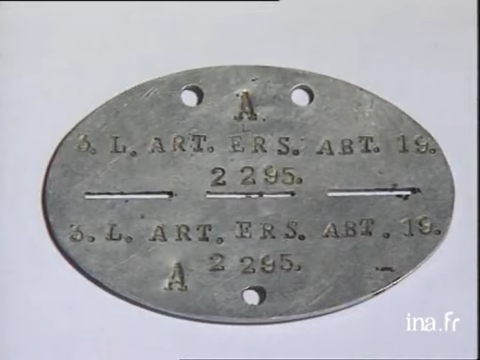 A
3. L. ART. ERS. ABT. 19.
2 295.
3. L. ART. ERS. ABT. 19.
A 2 295.
ina.fr